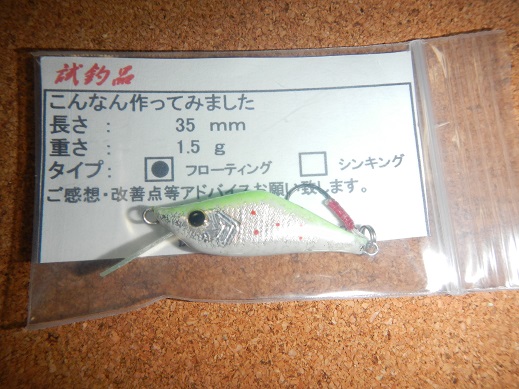 試釣品
こんなん作ってみました
長さ： 35 mm
重さ： 1.5 g
タイプ： フローティング シンキング
ご感想・改善点等アドバイスお願い致します。